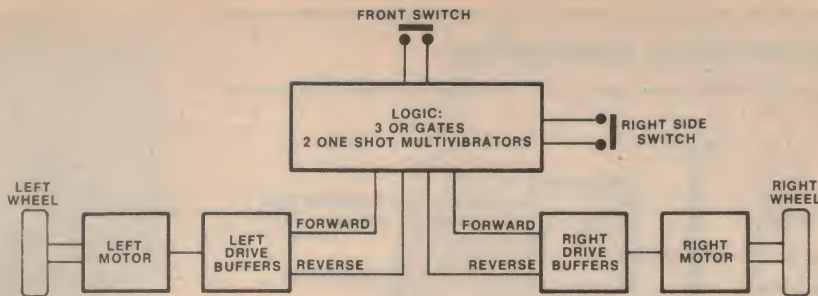 FRONT SWITCH
LOGIC:
3 OR GATES
2 ONE SHOT MULTIVIBRATORS
RIGHT SIDE
SWITCH
LEFT
WHEEL
LEFT
MOTOR
LEFT
DRIVE
BUFFERS
FORWARD
REVERSE
FORWARD
REVERSE
RIGHT
DRIVE
BUFFERS
RIGHT
MOTOR
RIGHT
WHEEL